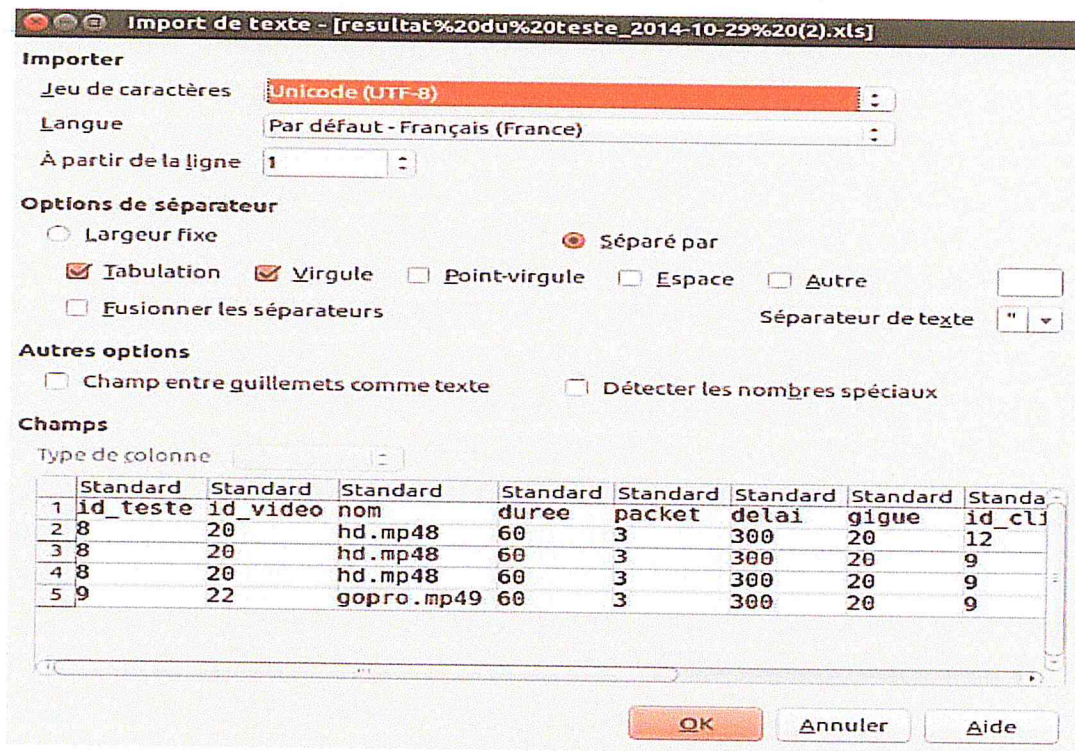 Import de texte - [resultat%20du%20teste_2014-10-29%20(2).xls]
Importer
Jeu de caractères Unicode (UTF-8)
Langue Par défaut - Français (France)
À partir de la ligne 1
Options de séparateur
Largeur fixe Séparé par
Tabulation Virgule Point-virgule Espace Autre
Fusionner les séparateurs Séparateur de texte "
Autres options
Champ entre guillemets comme texte Détecter les nombres spéciaux
Champs
Type de colonne
Standard Standard Standard Standard Standard Standard Standard Standa
1 id_teste id_video nom duree packet delai gigue id_cli
2 8 20 hd.mp48 60 3 300 20 12
3 8 20 hd.mp48 60 3 300 20 9
4 8 20 hd.mp48 60 3 300 20 9
5 9 22 gopro.mp49 60 3 300 20 9
OK Annuler Aide